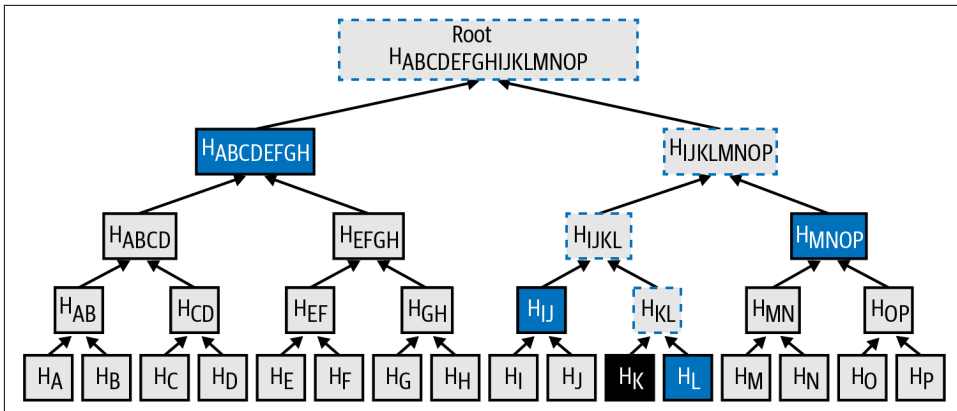 Root
HABCDEFGHIJKLMNOP
HABCDEFGH
HIJKLMNOP
HABCD
HEFGH
HIJKL
HMNOP
HAB
HCD
HEF
HGH
HIJ
HKL
HMN
HOP
HA
HB
HC
HD
HE
HF
HG
HH
HI
HJ
HK
HL
HM
HN
HO
HP